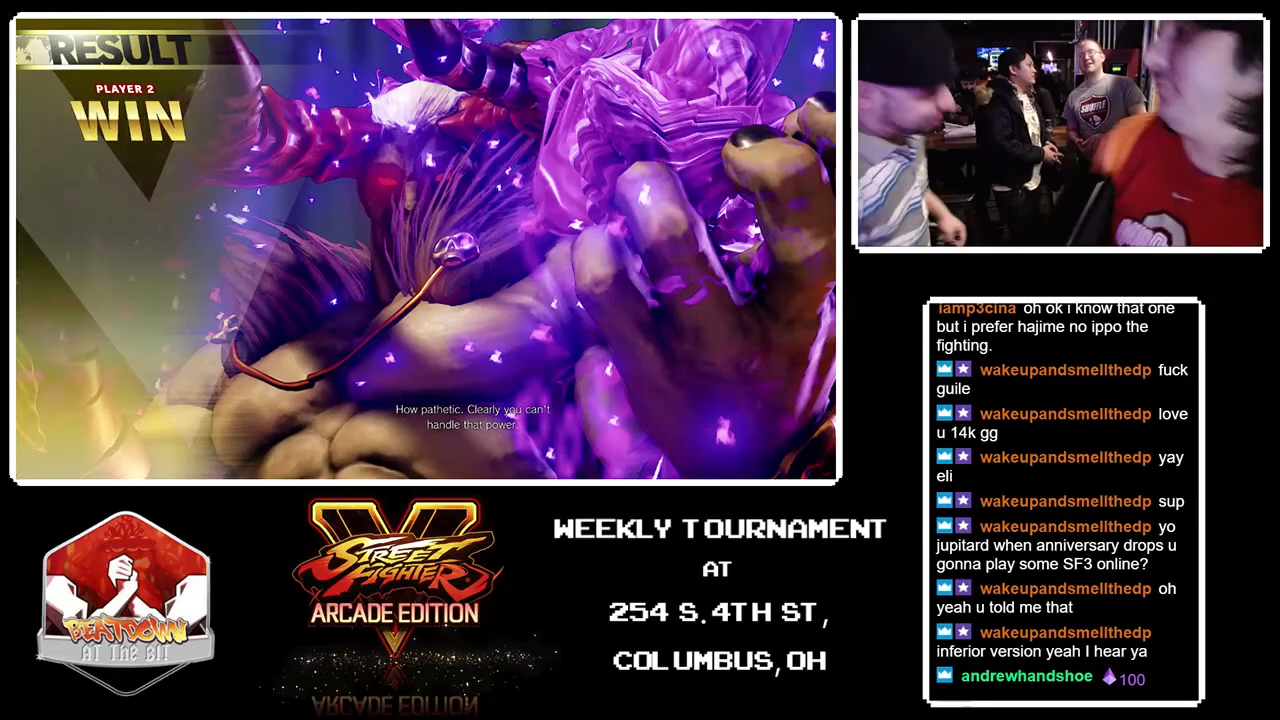 RESULT
PLAYER 2
WIN
How pathetic. Clearly you can't
handle that power.
SHUFFLE
lamp3cina oh ok i know that one
but i prefer hajime no ippo the
fighting.
wakeupandsmellthedp fuck
guile
wakeupandsmellthedp love
u 14k gg
wakeupandsmellthedp yay
eli
wakeupandsmellthedp sup
wakeupandsmellthedp yo
jupitard when anniversary drops u
gonna play some SF3 online?
wakeupandsmellthedp oh
yeah u told me that
wakeupandsmellthedp
inferior version yeah I hear ya
andrewhandshoe 100
BEATDOWN
AT The BIT
V
STREET
FIGHTER
ARCADE EDITION
ARCADE EDITION
WEEKLY TOURNAMENT
AT
254 S.4TH ST,
COLUMBUS,OH